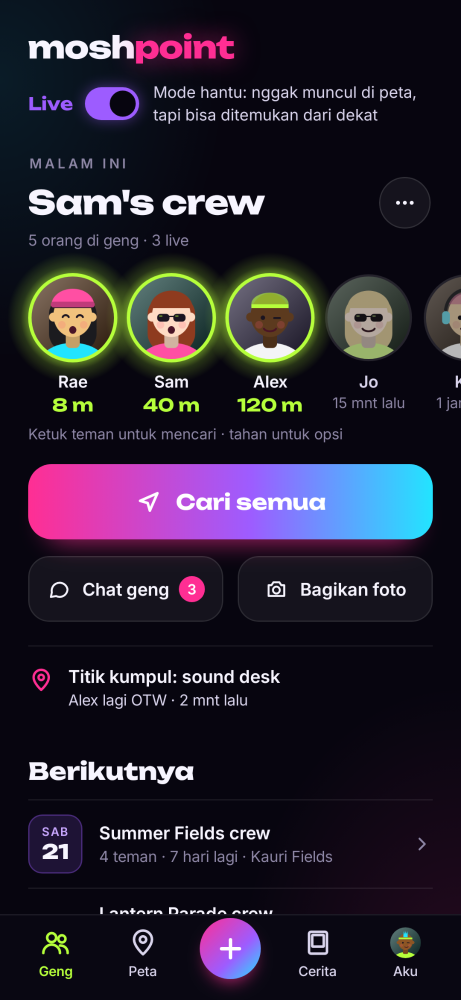 moshpoint
Live
Mode hantu: nggak muncul di peta,
tapi bisa ditemukan dari dekat
MALAM INI
Sam's crew
5 orang di geng · 3 live
Rae
Sam
Alex
Jo
8 m
40 m
120 m
15 mnt lalu
Ketuk teman untuk mencari · tahan untuk opsi
Cari semua
Chat geng 3
Bagikan foto
Titik kumpul: sound desk
Alex lagi OTW · 2 mnt lalu
Berikutnya
SAB
21
Summer Fields crew
4 teman · 7 hari lagi · Kauri Fields
Lantern Parade crew
Geng
Peta
Cerita
Aku